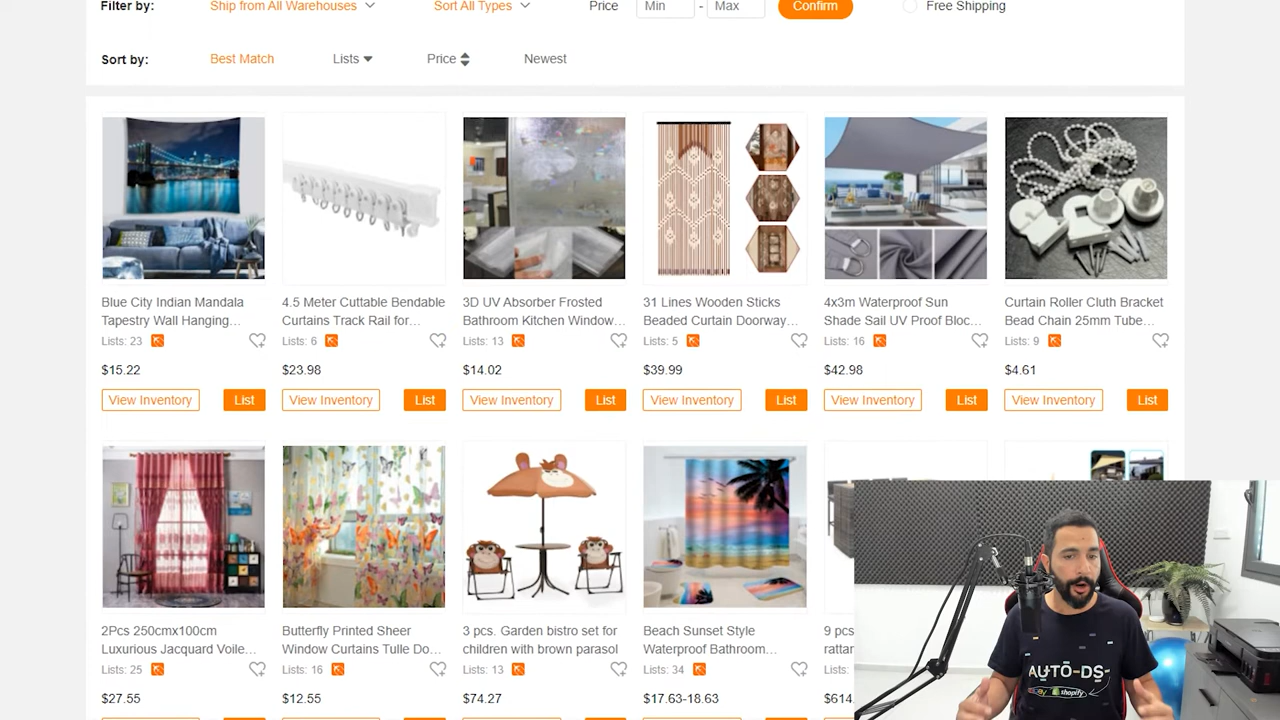 Filter by: Ship from All Warehouses Sort All Types Price Min - Max Confirm Free Shipping
Sort by: Best Match Lists Price Newest
Blue City Indian Mandala
Tapestry Wall Hanging...
Lists: 23
$15.22
View Inventory List
4.5 Meter Cuttable Bendable
Curtains Track Rail for...
Lists: 6
$23.98
View Inventory List
3D UV Absorber Frosted
Bathroom Kitchen Window...
Lists: 13
$14.02
View Inventory List
31 Lines Wooden Sticks
Beaded Curtain Doorway...
Lists: 5
$39.99
View Inventory List
4x3m Waterproof Sun
Shade Sail UV Proof Bloc...
Lists: 16
$42.98
View Inventory List
Curtain Roller Cluth Bracket
Bead Chain 25mm Tube...
Lists: 9
$4.61
View Inventory List
2Pcs 250cmx100cm
Luxurious Jacquard Voile...
Lists: 25
$27.55
Butterfly Printed Sheer
Window Curtains Tulle Do...
Lists: 16
$12.55
3 pcs. Garden bistro set for
children with brown parasol
Lists: 13
$74.27
Beach Sunset Style
Waterproof Bathroom...
Lists: 34
$17.63-18.63
9 pcs
rattar
Lists:
$614
AUTO-DS
ebay shopify